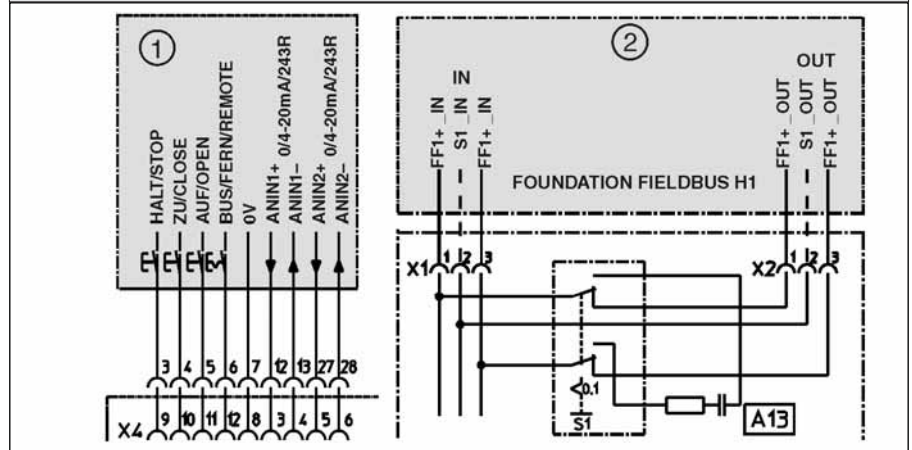 1
HALT/STOP
ZU/CLOSE
AUF/OPEN
BUS/FERN/REMOTE
0V
ANIN1+ 0/4-20mA/243R
ANIN1-
ANIN2+ 0/4-20mA/243R
ANIN2-
3 4 5 6 7 12 13 27 28
X4 9 10 11 12 8 3 4 5 6
2
IN
FF1+_IN
S1_IN
FF1+_IN
OUT
FF1+_OUT
S1_OUT
FF1+_OUT
FOUNDATION FIELDBUS H1
X1 1 2 3
X2 1 2 3
<0.1
S1
A13